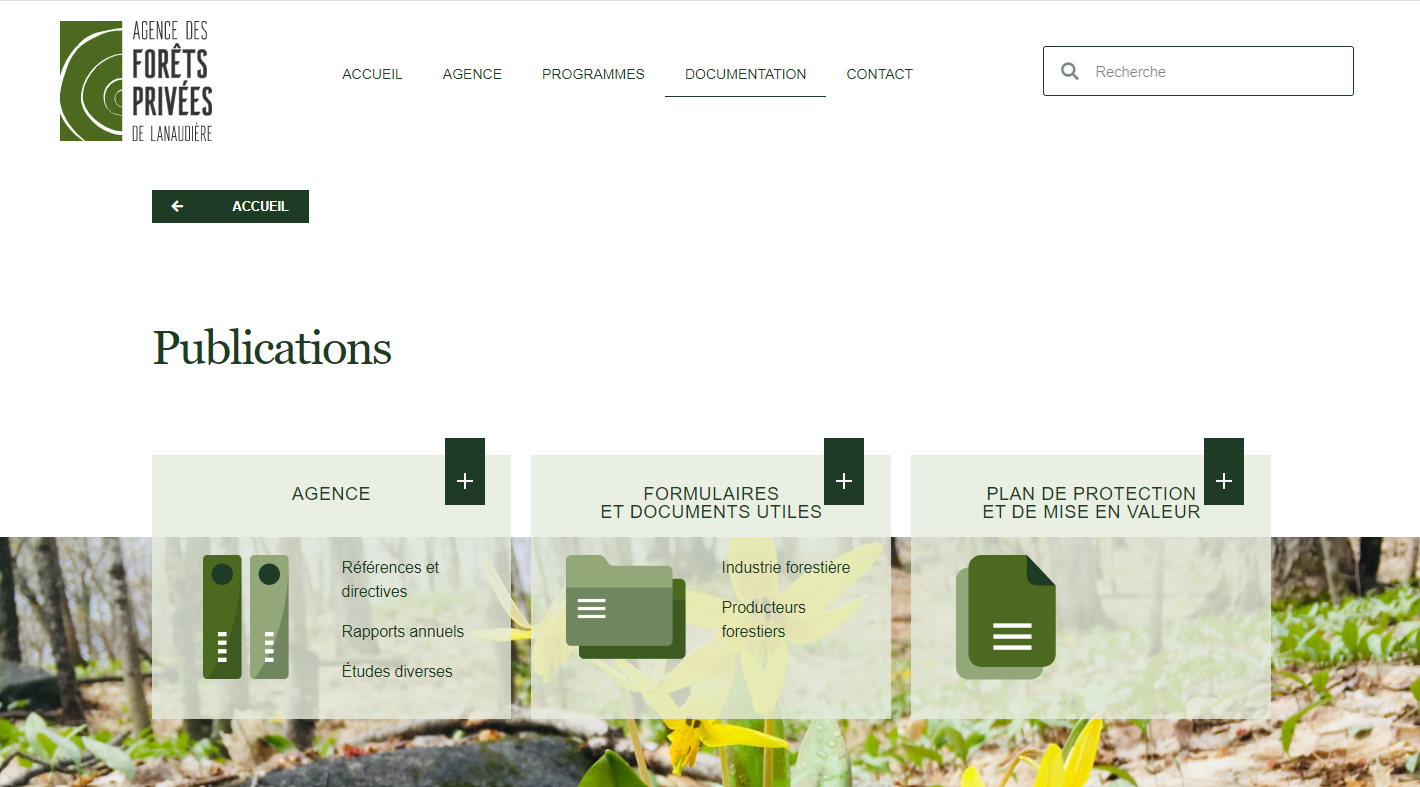 AGENCE DES
FORÊTS
PRIVÉES
DE LANAUDIÈRE
ACCUEIL
AGENCE
PROGRAMMES
DOCUMENTATION
CONTACT
Recherche
ACCUEIL
Publications
AGENCE
Références et
directives
Rapports annuels
Études diverses
FORMULAIRES
ET DOCUMENTS UTILES
Industrie forestière
Producteurs
forestiers
PLAN DE PROTECTION
ET DE MISE EN VALEUR